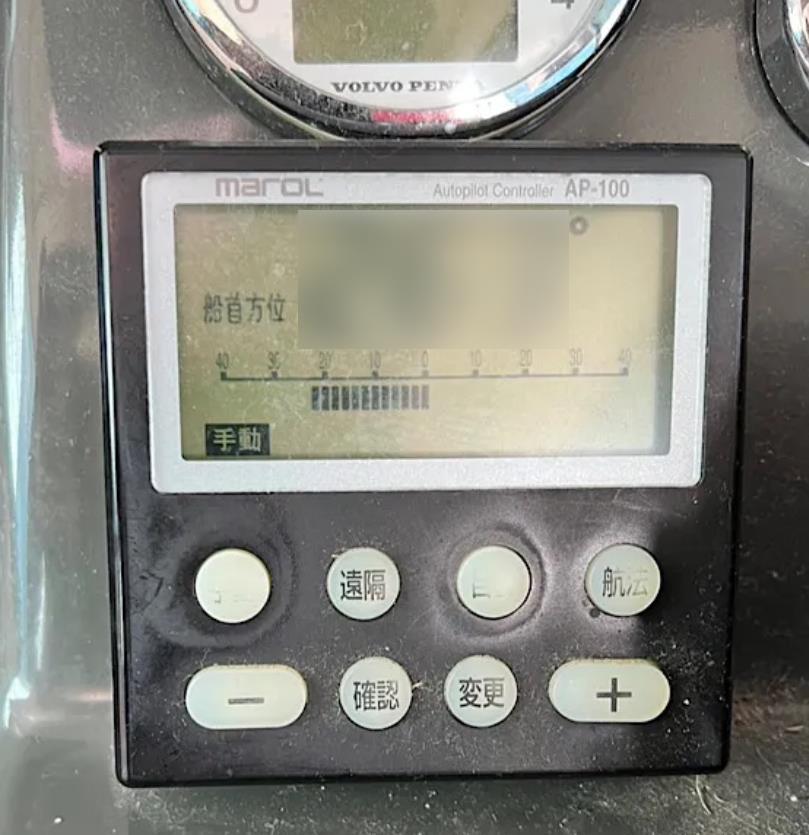 VOLVO PENTA
marol Autopilot Controller AP-100
船首方位
40 30 20 10 0 10 20 30 40
手動
遠隔 航法
− 確認 変更 +